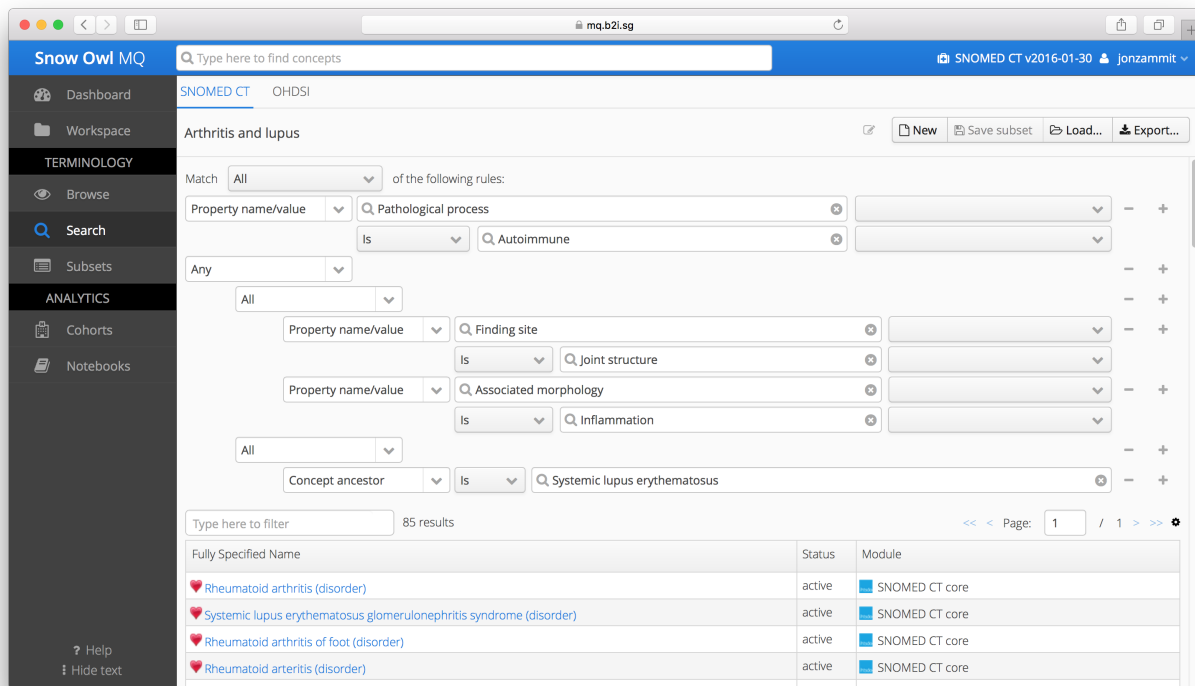 mq.b2i.sg
Snow Owl MQ
Type here to find concepts
SNOMED CT v2016-01-30
jonzammit
Dashboard
Workspace
TERMINOLOGY
Browse
Search
Subsets
ANALYTICS
Cohorts
Notebooks
? Help
Hide text
SNOMED CT OHDSI
Arthritis and lupus
New Save subset Load... Export...
Match All of the following rules:
Property name/value Pathological process
Is Autoimmune
Any
All
Property name/value Finding site
Is Joint structure
Property name/value Associated morphology
Is Inflammation
All
Concept ancestor Is Systemic lupus erythematosus
Type here to filter 85 results << < Page: 1 / 1 > >>
Fully Specified Name Status Module
Rheumatoid arthritis (disorder) active SNOMED CT core
Systemic lupus erythematosus glomerulonephritis syndrome (disorder) active SNOMED CT core
Rheumatoid arthritis of foot (disorder) active SNOMED CT core
Rheumatoid arteritis (disorder) active SNOMED CT core